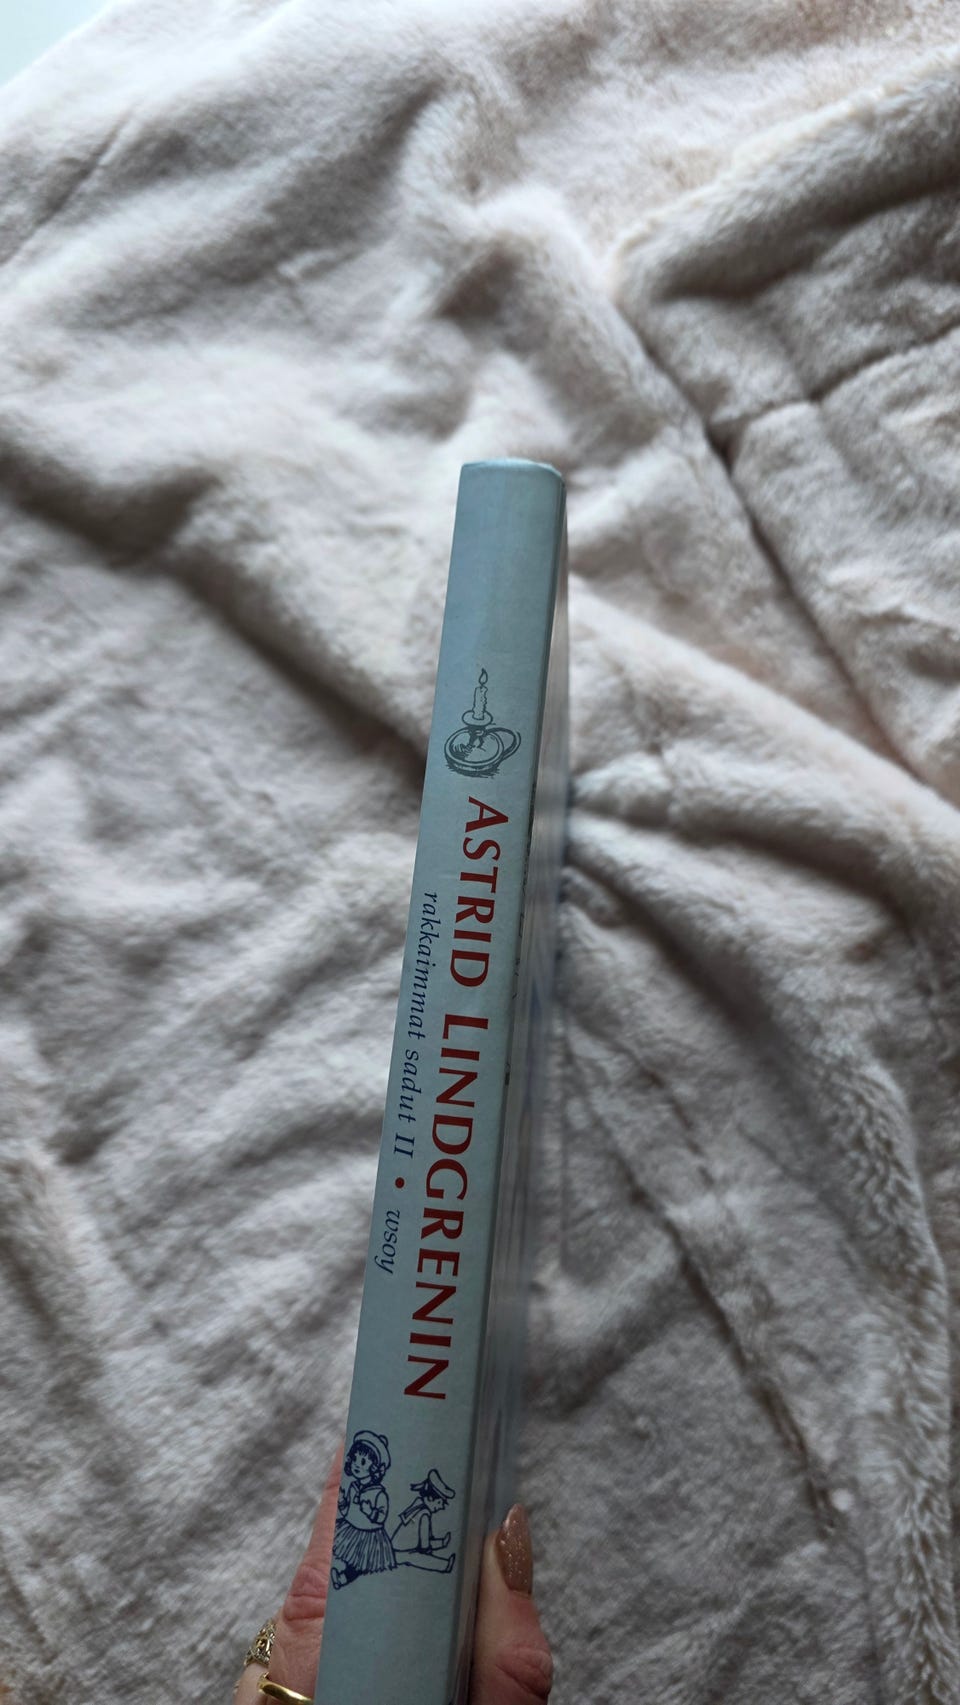 ASTRID LINDGRENIN
rakkaimmat sadut II • wsoy